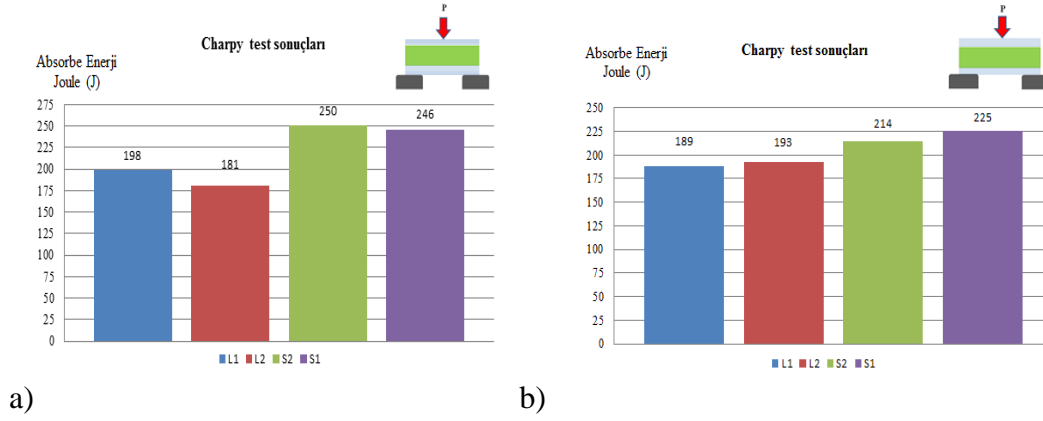 P
Charpy test sonuçları
Absorbe Enerji
Joule (J)
275
250
225
200
175
150
125
100
75
50
25
0
198
181
250
246
L1 L2 S2 S1
a)
P
Charpy test sonuçları
Absorbe Enerji
Joule (J)
250
225
200
175
150
125
100
75
50
25
0
189
193
214
225
L1 L2 S2 S1
b)